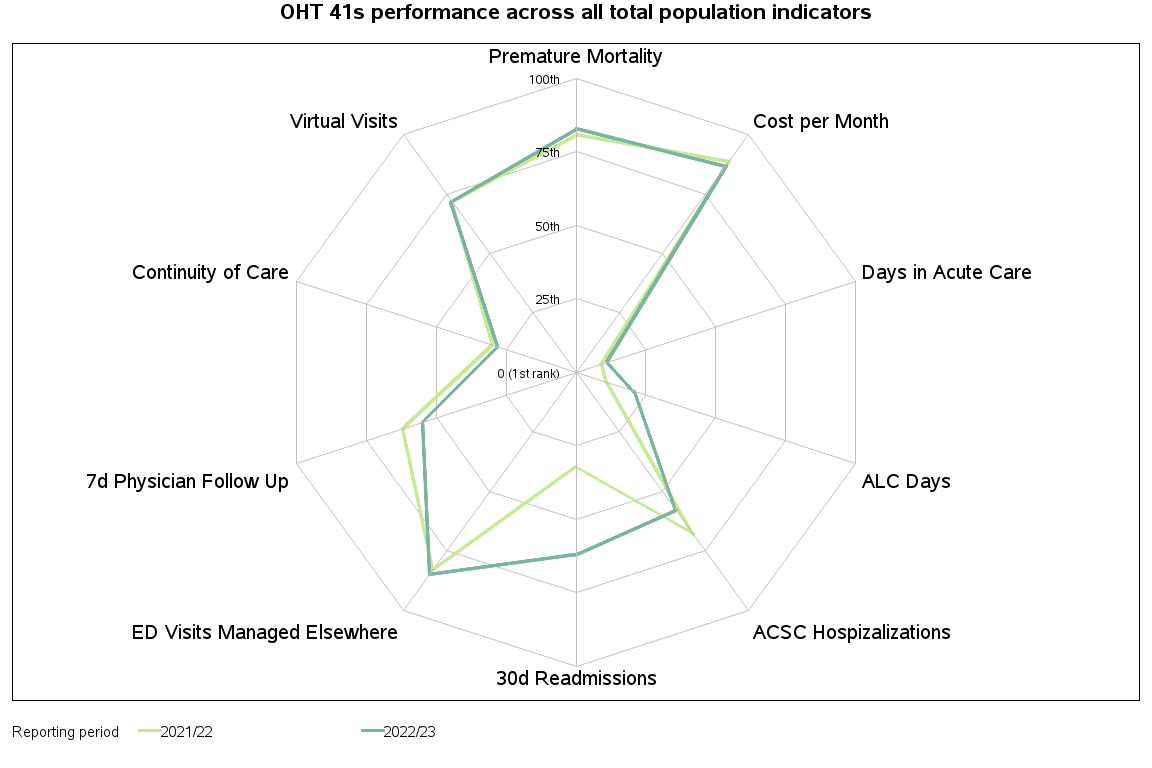 OHT 41s performance across all total population indicators
Premature Mortality
100th
Virtual Visits
Cost per Month
75th
50th
Continuity of Care
Days in Acute Care
25th
0 (1st rank)
7d Physician Follow Up
ALC Days
ED Visits Managed Elsewhere
ACSC Hospizalizations
30d Readmissions
Reporting period 2021/22 2022/23